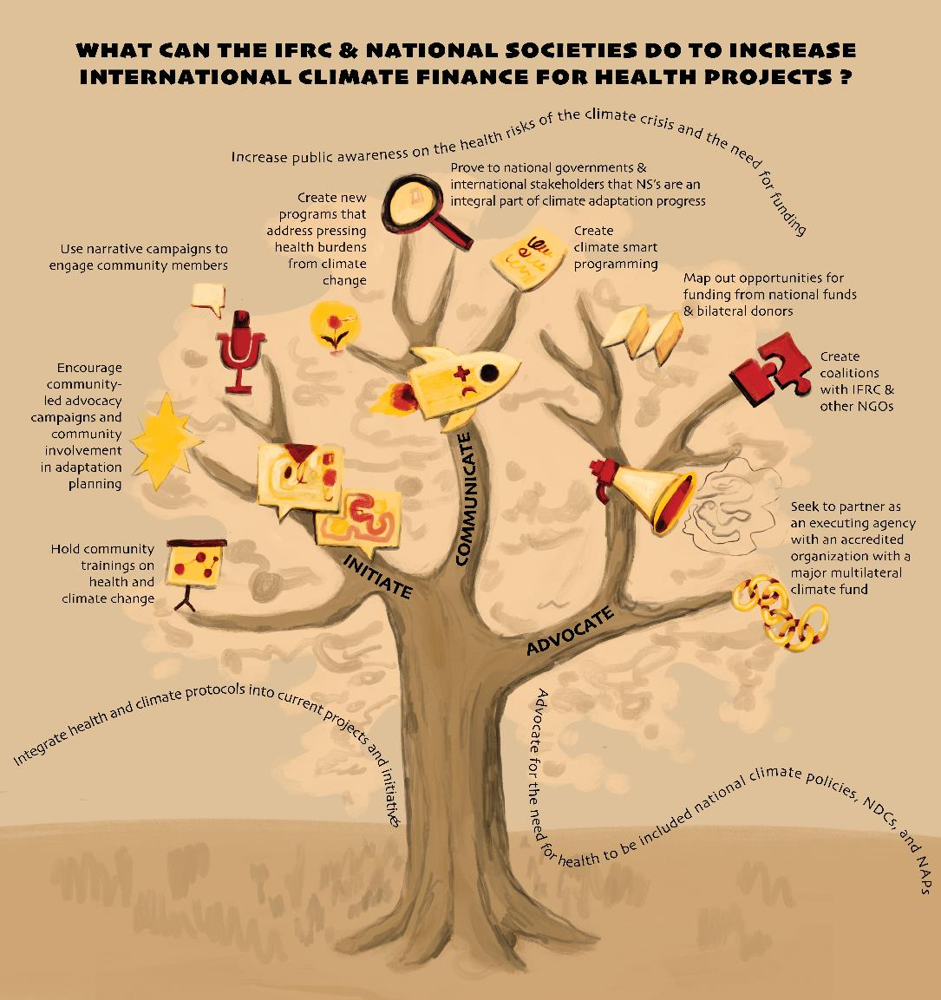 WHAT CAN THE IFRC & NATIONAL SOCIETIES DO TO INCREASE
INTERNATIONAL CLIMATE FINANCE FOR HEALTH PROJECTS ?
Increase public awareness on the health risks of the climate crisis and the need for funding
Prove to national governments &
international stakeholders that NS's are an
integral part of climate adaptation progress
Create new
programs that
address pressing
health burdens
from climate
change
Create
climate smart
programming
Use narrative campaigns to
engage community members
Map out opportunities for
funding from national funds
& bilateral donors
Create
coalitions
with IFRC &
other NGOs
Encourage
community-
led advocacy
campaigns and
community
involvement
in adaptation
planning
COMMUNICATE
Seek to partner as
an executing agency
with an accredited
organization with a
major multilateral
climate fund
Hold community
trainings on
health and
climate change
INITIATE
ADVOCATE
Integrate health and climate protocols into current projects and initiatives
Advocate for the need for health to be included national climate policies, NDCs, and NAPs